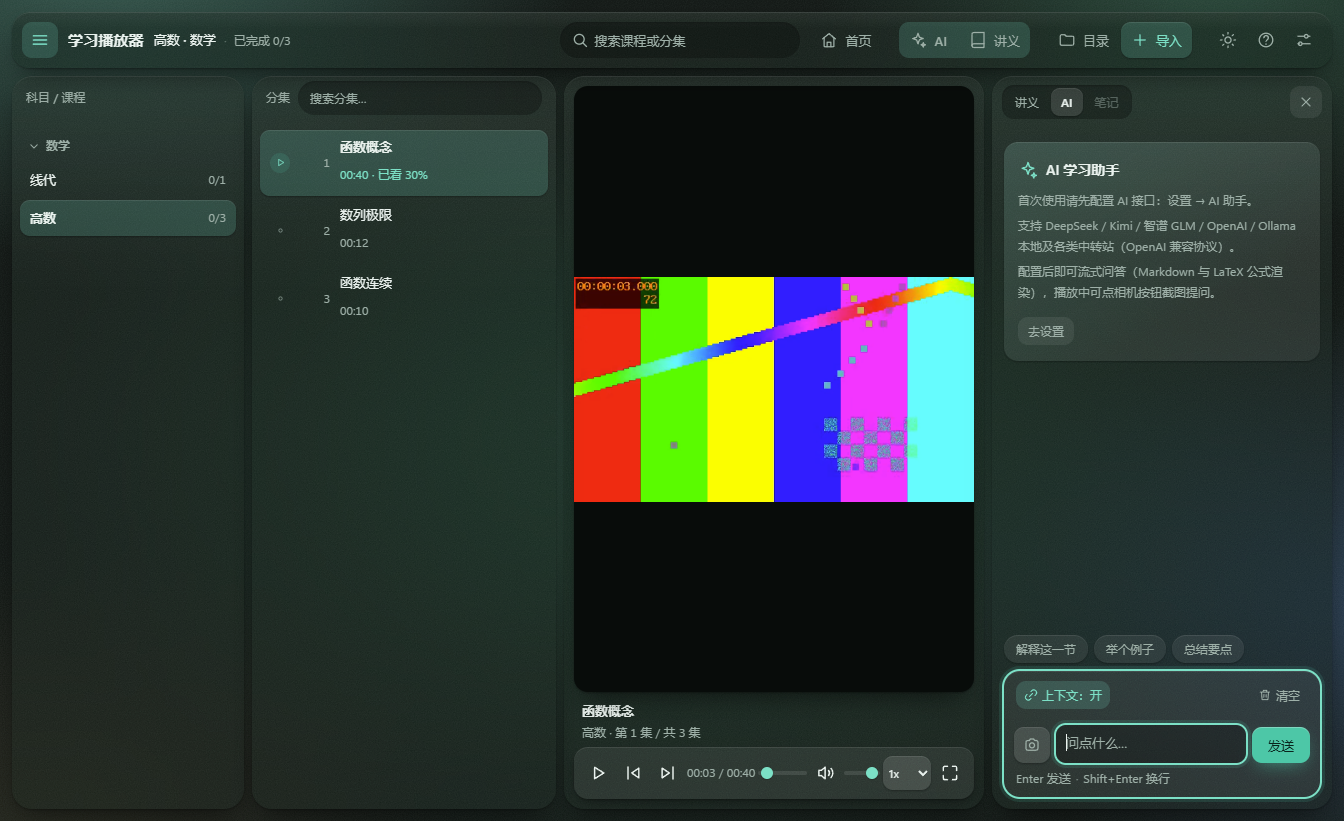 学习播放器 高数 · 数学 · 已完成 0/3
搜索课程或分集
首页
AI
讲义
目录
导入
科目 / 课程
数学
线代 0/1
高数 0/3
分集
搜索分集...
1 函数概念
00:40 · 已看 30%
2 数列极限
00:12
3 函数连续
00:10
00:00:03.000
72
函数概念
高数 · 第 1 集 / 共 3 集
00:03 / 00:40
1x
讲义 AI 笔记
AI 学习助手
首次使用请先配置 AI 接口：设置 → AI 助手。
支持 DeepSeek / Kimi / 智谱 GLM / OpenAI / Ollama
本地及各类中转站（OpenAI 兼容协议）。
配置后即可流式问答（Markdown 与 LaTeX 公式渲
染），播放中可点相机按钮截图提问。
去设置
解释这一节 举个例子 总结要点
上下文：开 清空
问点什么...
发送
Enter 发送 · Shift+Enter 换行